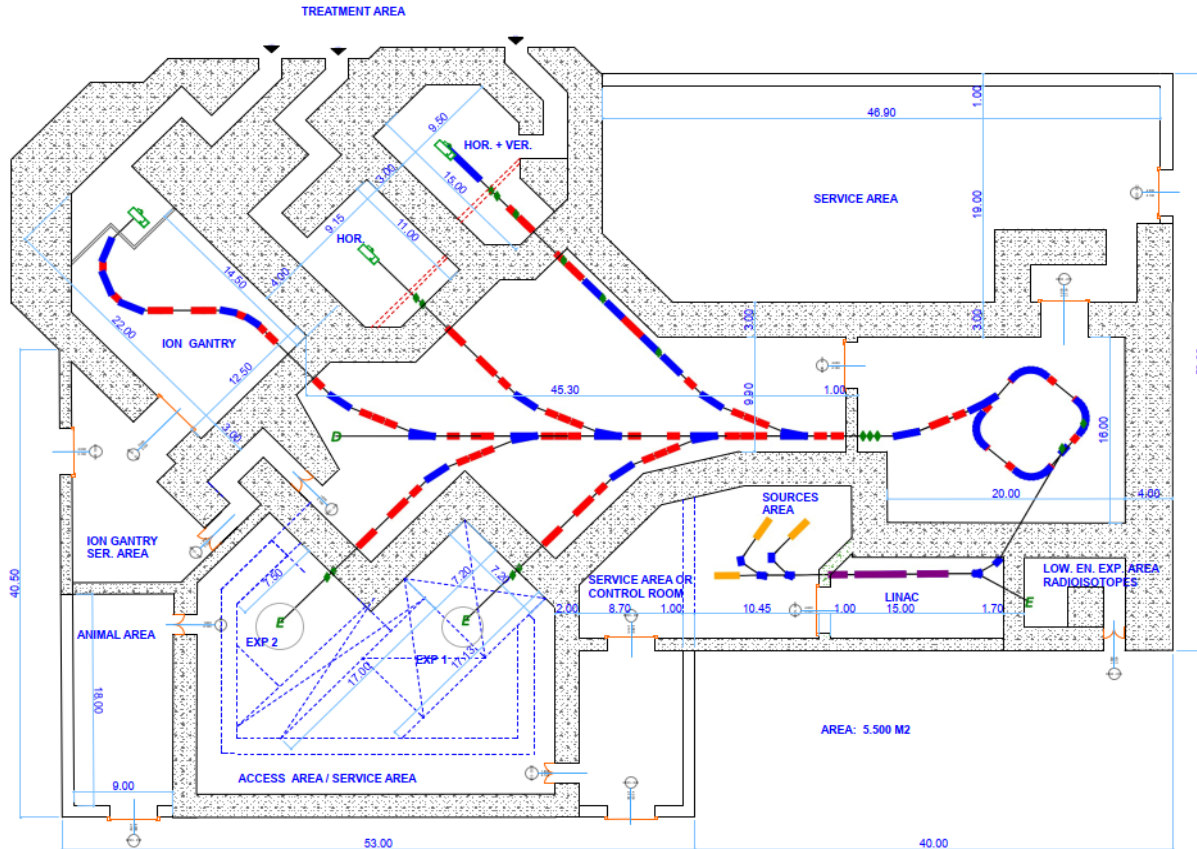 TREATMENT AREA
1.00
46.90
9.50
HOR. + VER.
3.00
15.00
SERVICE AREA
19.00
9.15
11.00
HOR.
4.00
14.50
22.00
ION GANTRY
12.50
3.00
3.00
3.00
9.90
45.30
1.00
D
16.00
20.00
4.00
SOURCES
AREA
ION GANTRY
SER. AREA
40.50
7.50
7.20
7.20
SERVICE AREA OR
CONTROL ROOM
LOW. EN. EXP. AREA
RADIOISOTOPES
LINAC
2.00
8.70
1.00
10.45
1.00
15.00
1.70
E
E
E
ANIMAL AREA
EXP 2
EXP 1
17.00
17.13
18.00
AREA: 5.500 M2
ACCESS AREA / SERVICE AREA
9.00
53.00
40.00